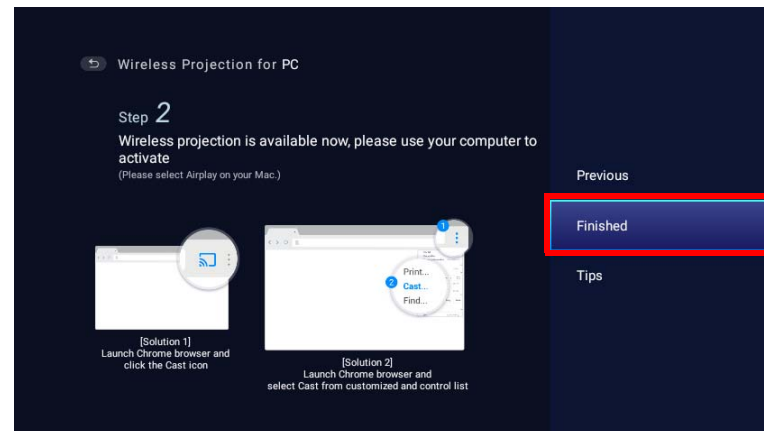 Wireless Projection for PC
Step 2
Wireless projection is available now, please use your computer to
activate
(Please select Airplay on your Mac.)
Previous
Finished
Tips
1
Print...
2 Cast...
Find...
[Solution 1]
Launch Chrome browser and
click the Cast icon
[Solution 2]
Launch Chrome browser and
select Cast from customized and control list